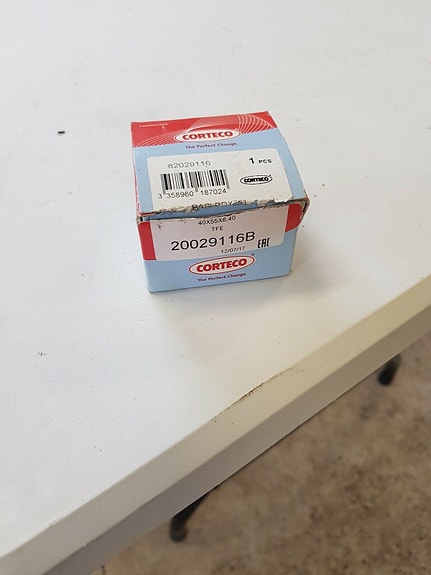 CORTECO
The Perfect Change.
82029116
1 PCS
3 358960 187024
CORTECO
40X55X6,40
TFE
20029116B
EAC
12/07/17
CORTECO
The Perfect Change.